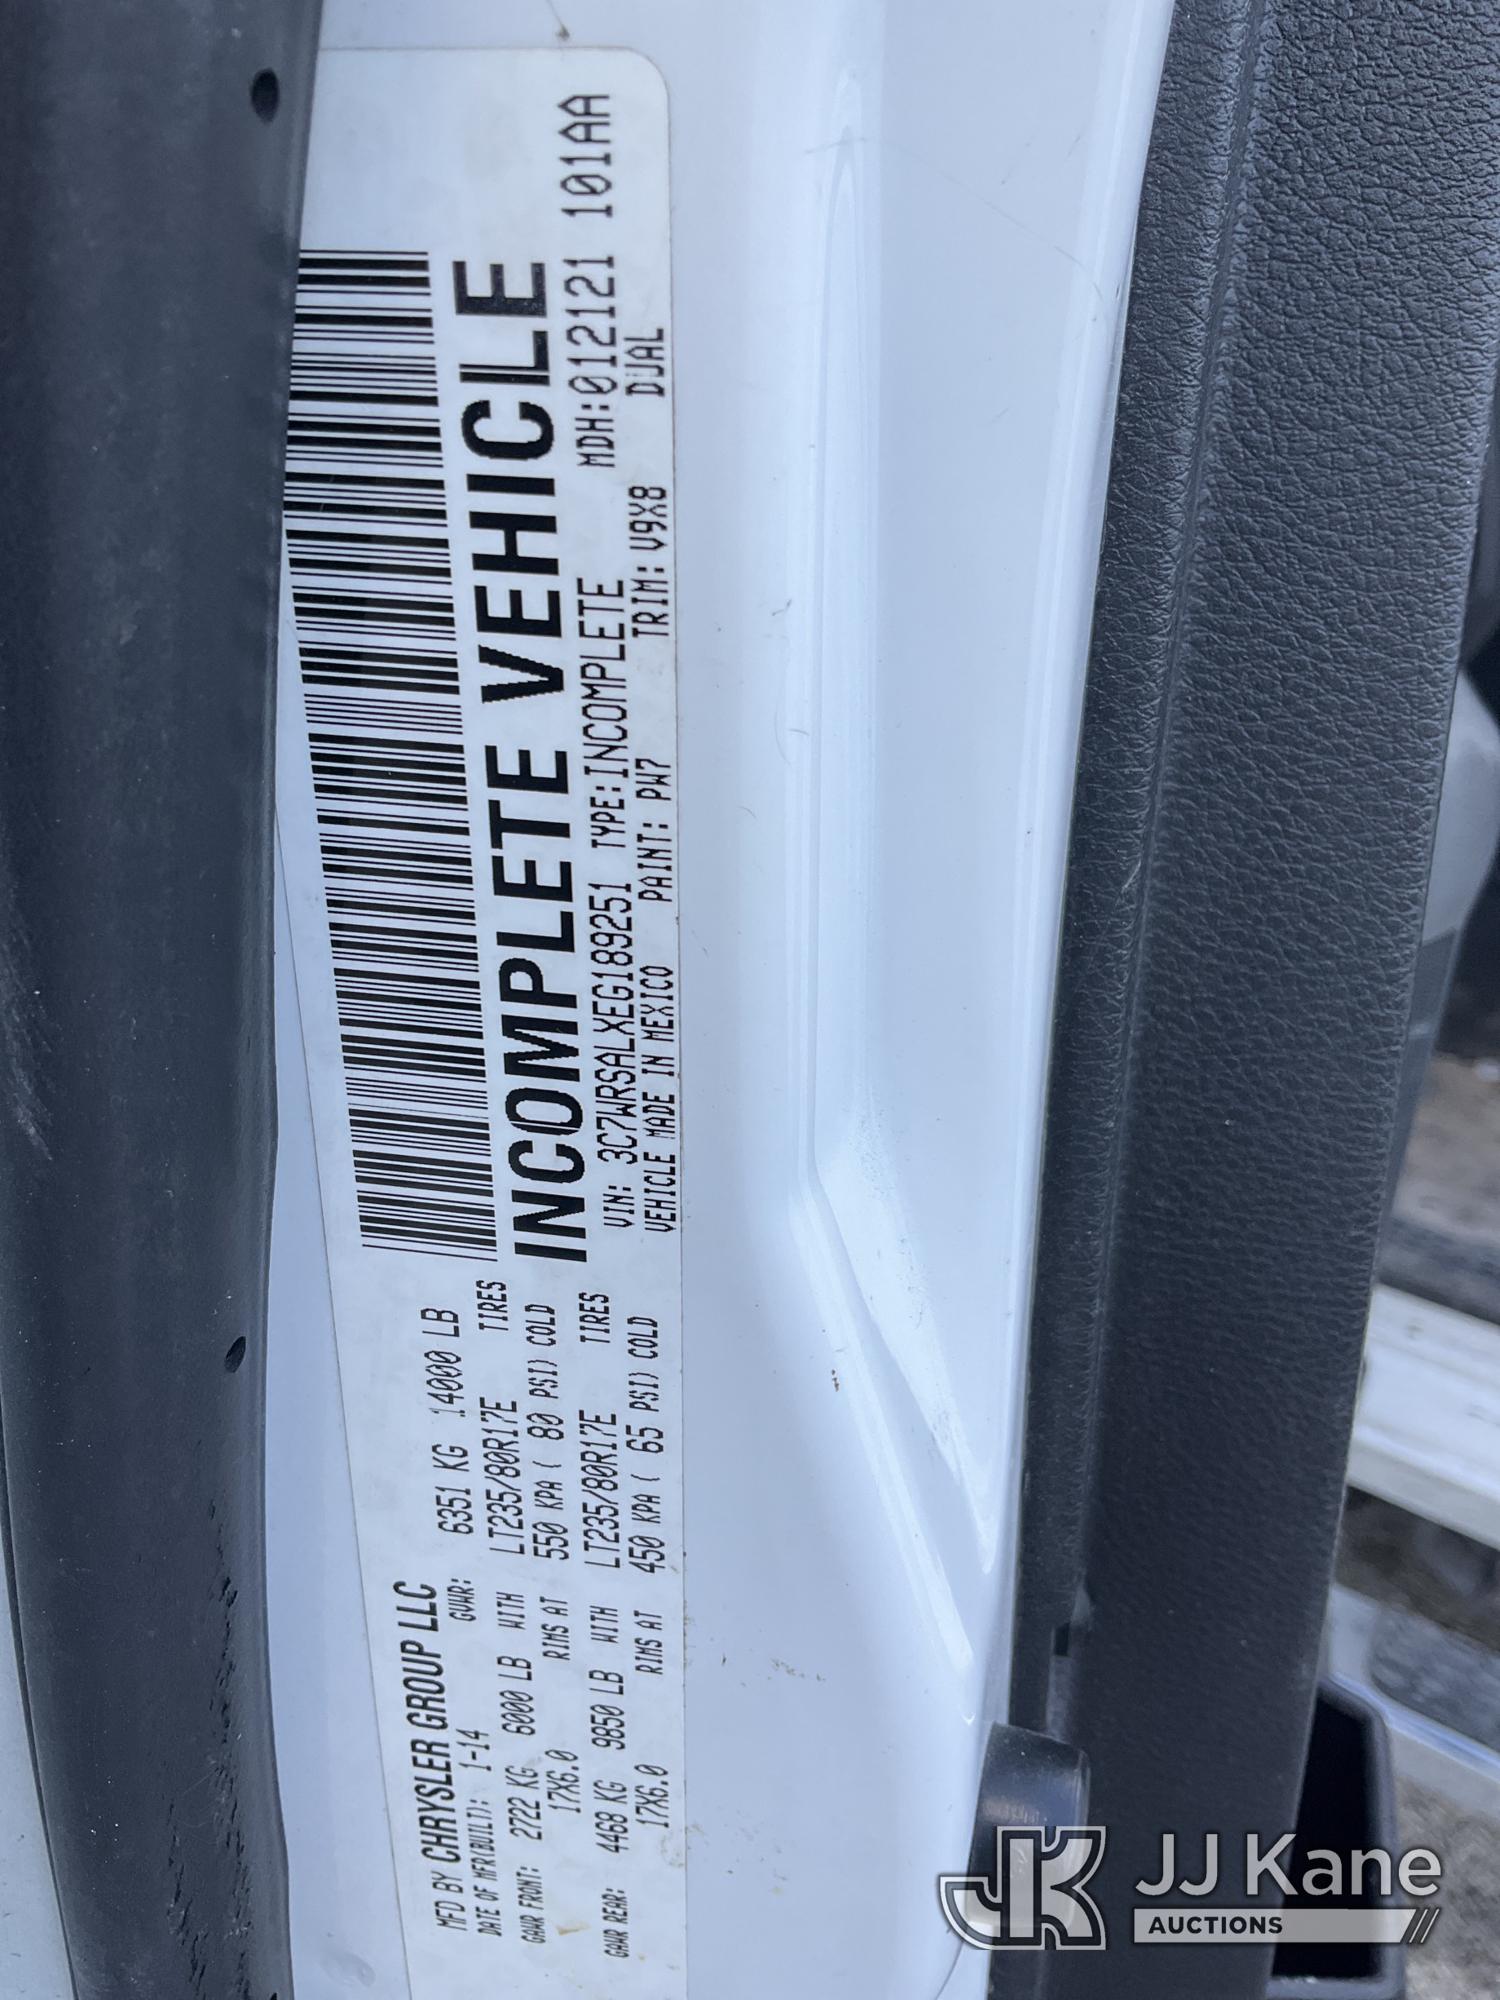 MFD BY CHRYSLER GROUP LLC
DATE OF MFR(BUILT): 1-14 GVWR: 6351 KG 14000 LB
GAWR FRONT: 2722 KG 6000 LB WITH LT235/80R17E TIRES
17X6.0 RIMS AT 550 KPA ( 80 PSI) COLD
GAWR REAR: 4468 KG 9850 LB WITH LT235/80R17E TIRES
17X6.0 RIMS AT 450 KPA ( 65 PSI) COLD
INCOMPLETE VEHICLE
MDH:012121 101AA
VIN: 3C7WRSALXEG189251 TYPE:INCOMPLETE DUAL
VEHICLE MADE IN MEXICO PAINT: PW7 TRIM: V9X8
JK JJ Kane
AUCTIONS